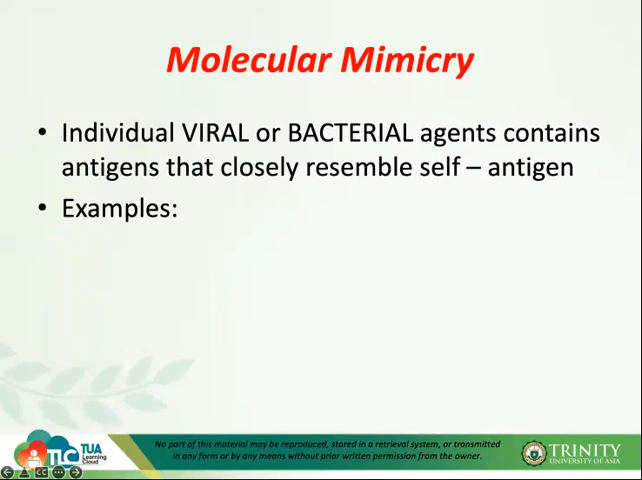 Molecular Mimicry
• Individual VIRAL or BACTERIAL agents contains
antigens that closely resemble self – antigen
• Examples:
TLC TUA
Learning
Cloud
No part of this material may be reproduced, stored in a retrieval system, or transmitted
in any form or by any means without prior written permission from the owner.
TRINITY
UNIVERSITY OF ASIA